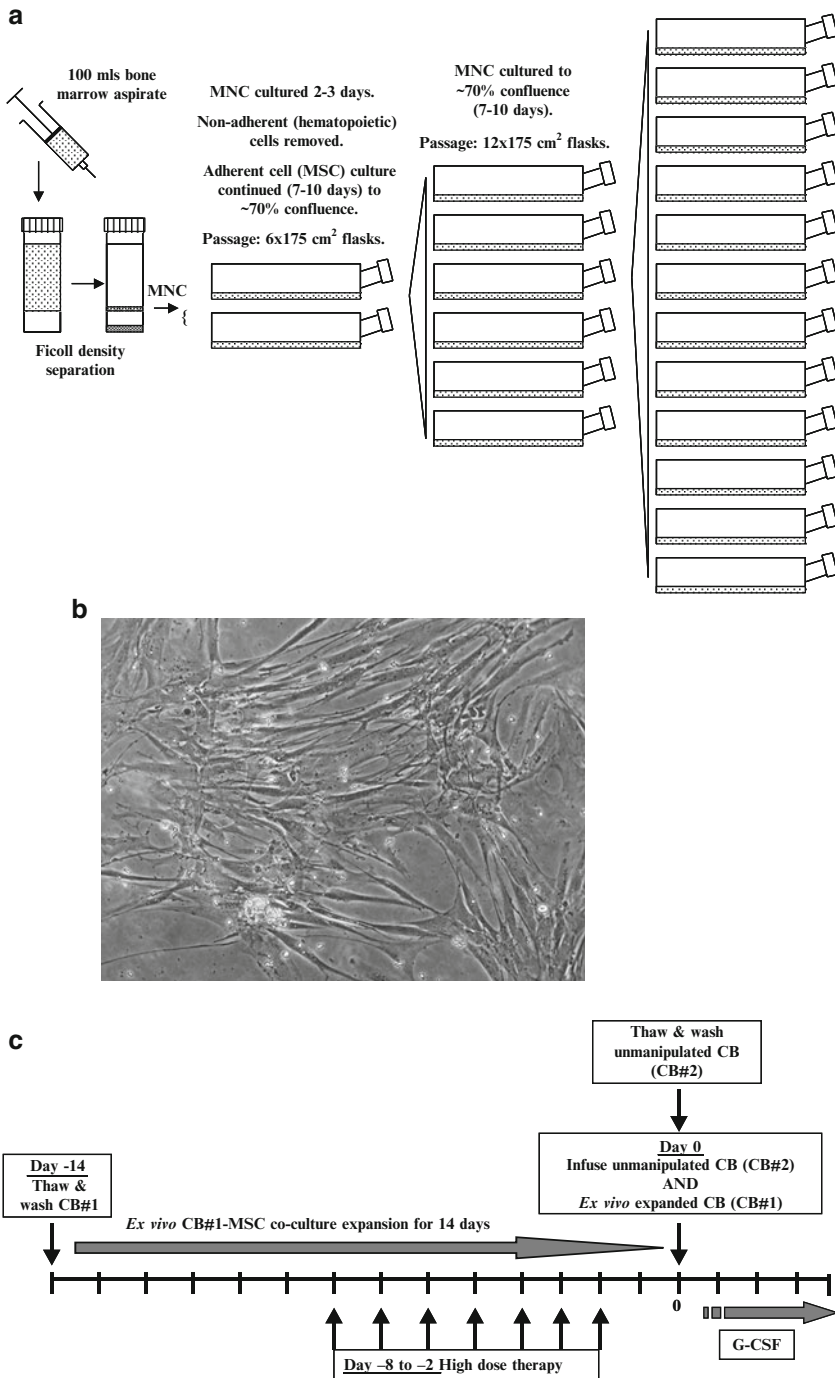 a
100 mls bone
marrow aspirate
MNC
Ficoll density
separation
MNC cultured 2-3 days.
Non-adherent (hematopoietic)
cells removed.
Adherent cell (MSC) culture
continued (7-10 days) to
~70% confluence.
Passage: 6x175 cm² flasks.
MNC cultured to
~70% confluence
(7-10 days).
Passage: 12x175 cm² flasks.
b
c
Thaw & wash
unmanipulated CB
(CB#2)
Day -14
Thaw &
wash CB#1
Day 0
Infuse unmanipulated CB (CB#2)
AND
Ex vivo expanded CB (CB#1)
Ex vivo CB#1-MSC co-culture expansion for 14 days
0
G-CSF
Day –8 to –2 High dose therapy